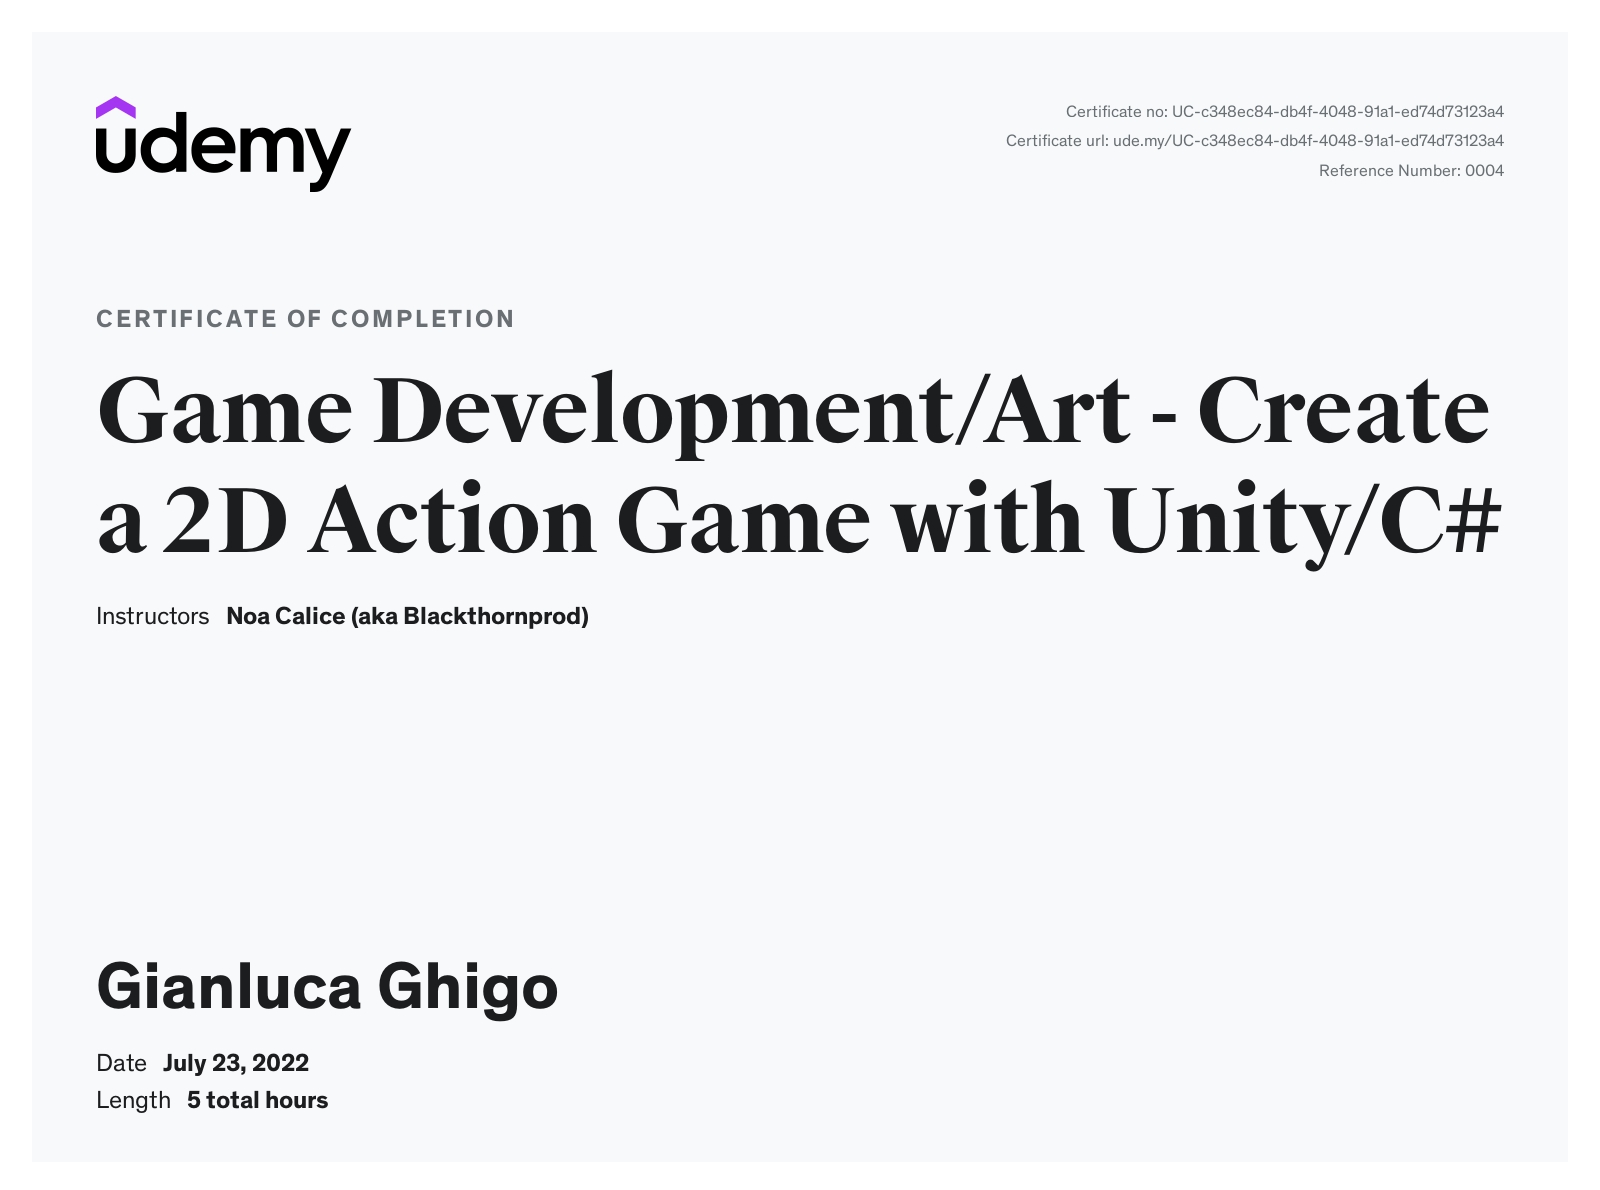 udemy
Certificate no: UC-c348ec84-db4f-4048-91a1-ed74d73123a4
Certificate url: ude.my/UC-c348ec84-db4f-4048-91a1-ed74d73123a4
Reference Number: 0004
CERTIFICATE OF COMPLETION
Game Development/Art - Create
a 2D Action Game with Unity/C#
Instructors Noa Calice (aka Blackthornprod)
Gianluca Ghigo
Date July 23, 2022
Length 5 total hours